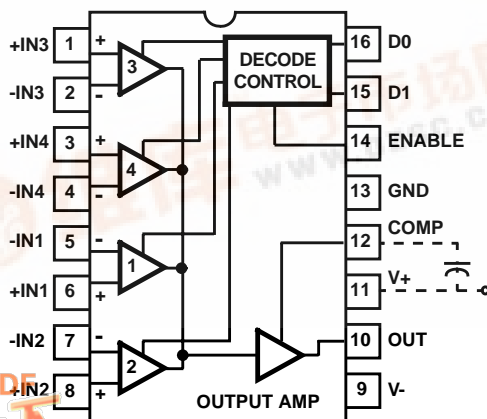 +IN3 1 + 3 DECODE CONTROL 16 D0
-IN3 2 - 15 D1
+IN4 3 + 4 14 ENABLE
-IN4 4 - 13 GND
-IN1 5 - 1 12 COMP
+IN1 6 + 11 V+
-IN2 7 - 2 10 OUT
+IN2 8 + OUTPUT AMP 9 V-